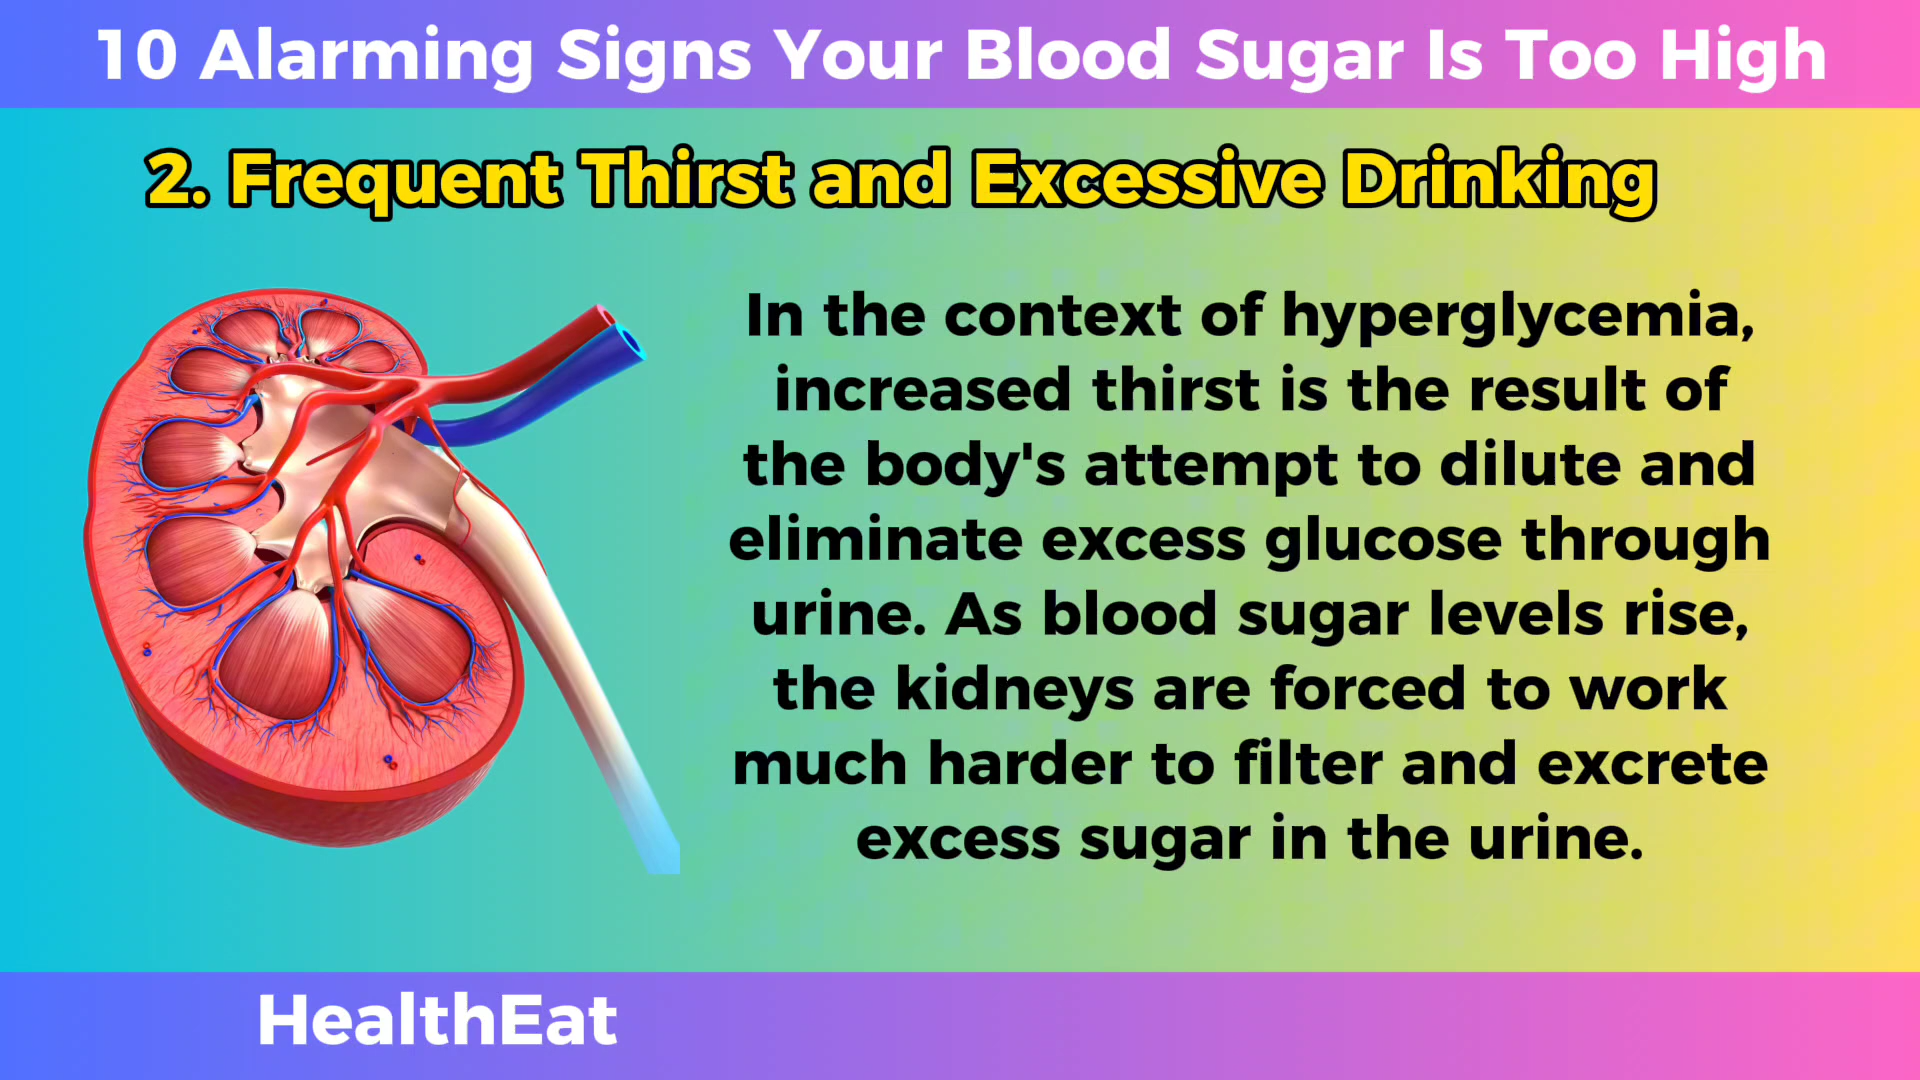 10 Alarming Signs Your Blood Sugar Is Too High
2. Frequent Thirst and Excessive Drinking
In the context of hyperglycemia,
increased thirst is the result of
the body's attempt to dilute and
eliminate excess glucose through
urine. As blood sugar levels rise,
the kidneys are forced to work
much harder to filter and excrete
excess sugar in the urine.
HealthEat